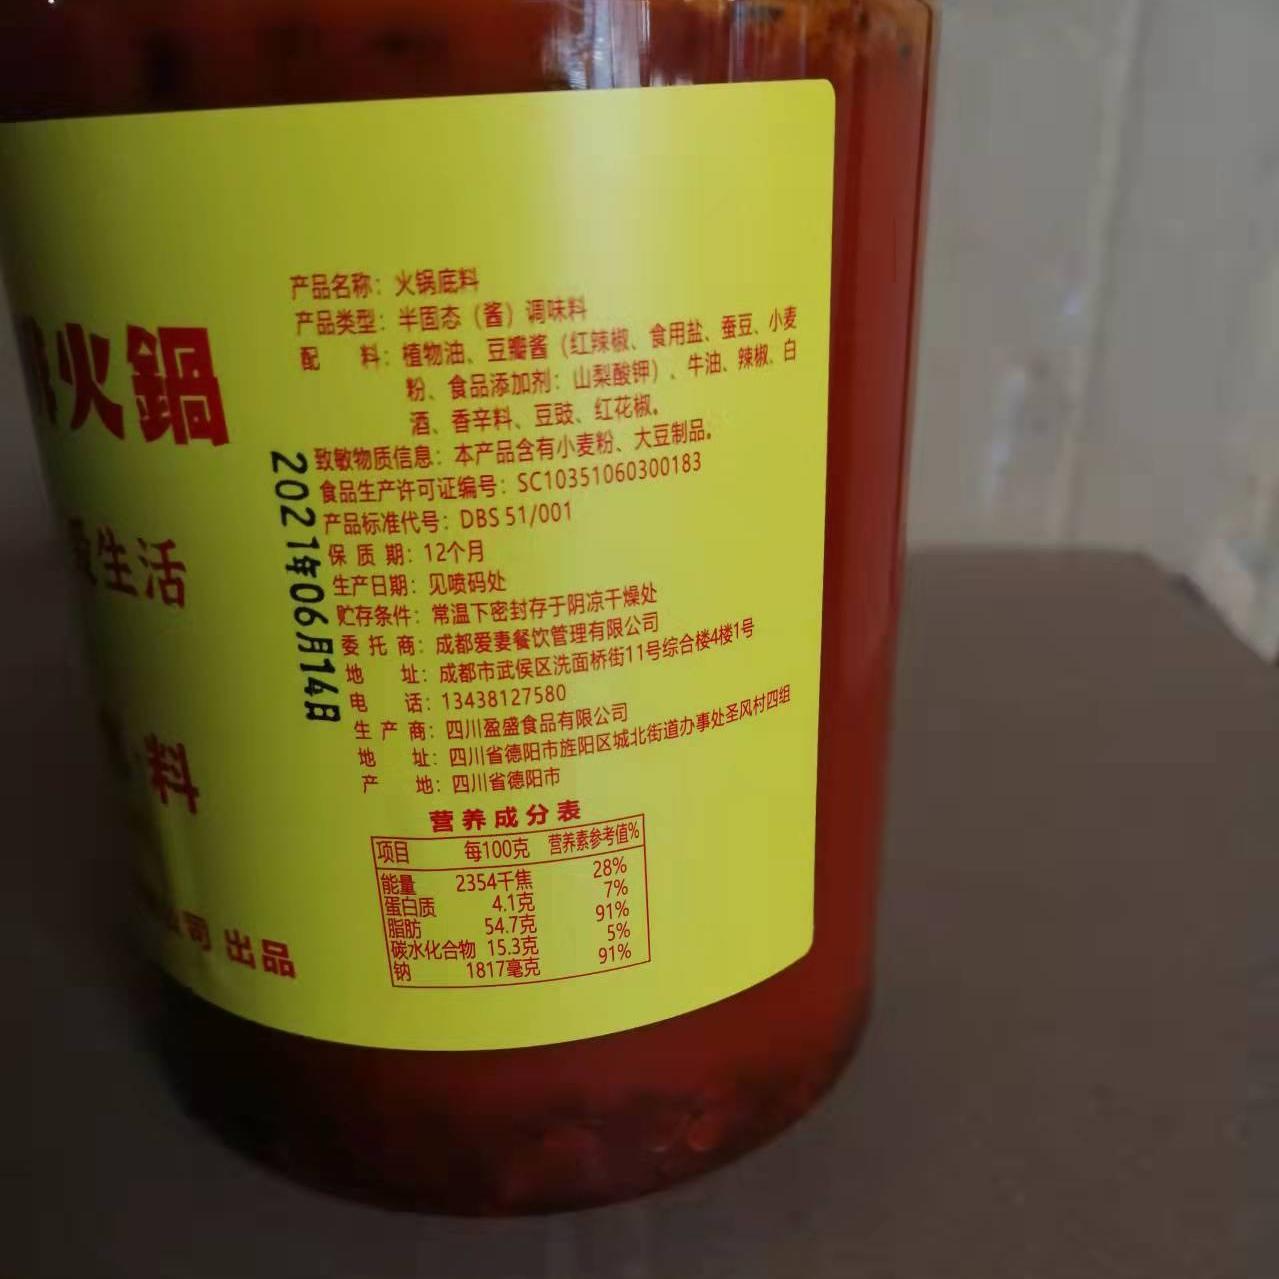 火鍋
生活
料
司 出品
2021年06月14日
产品名称：火锅底料
产品类型：半固态（酱）调味料
配 料：植物油、豆瓣酱（红辣椒、食用盐、蚕豆、小麦
粉、食品添加剂：山梨酸钾）、牛油、辣椒、白
酒、香辛料、豆豉、红花椒。
致敏物质信息：本产品含有小麦粉、大豆制品。
食品生产许可证编号：SC10351060300183
产品标准代号：DBS 51/001
保 质 期：12个月
生产日期：见喷码处
贮存条件：常温下密封存于阴凉干燥处
委 托 商：成都爱妻餐饮管理有限公司
地 址：成都市武侯区洗面桥街11号综合楼4楼1号
电 话：13438127580
生 产 商：四川盈盛食品有限公司
地 址：四川省德阳市旌阳区城北街道办事处圣风村四组
产 地：四川省德阳市
营养成分表
项目 每100克 营养素参考值%
能量 2354千焦 28%
蛋白质 4.1克 7%
脂肪 54.7克 91%
碳水化合物 15.3克 5%
钠 1817毫克 91%